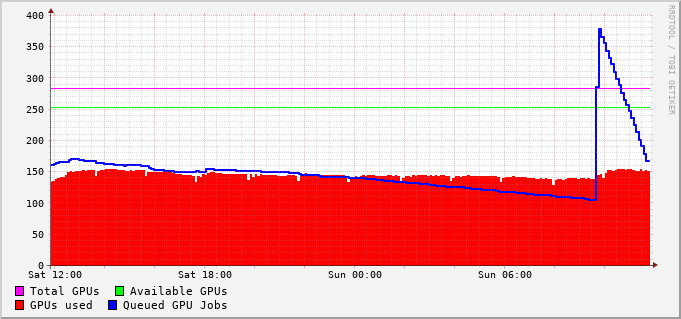 400
350
300
250
200
150
100
50
0
Sat 12:00 Sat 18:00 Sun 00:00 Sun 06:00
Total GPUs Available GPUs
GPUs used Queued GPU Jobs
RRDTOOL / TOBI OETIKER